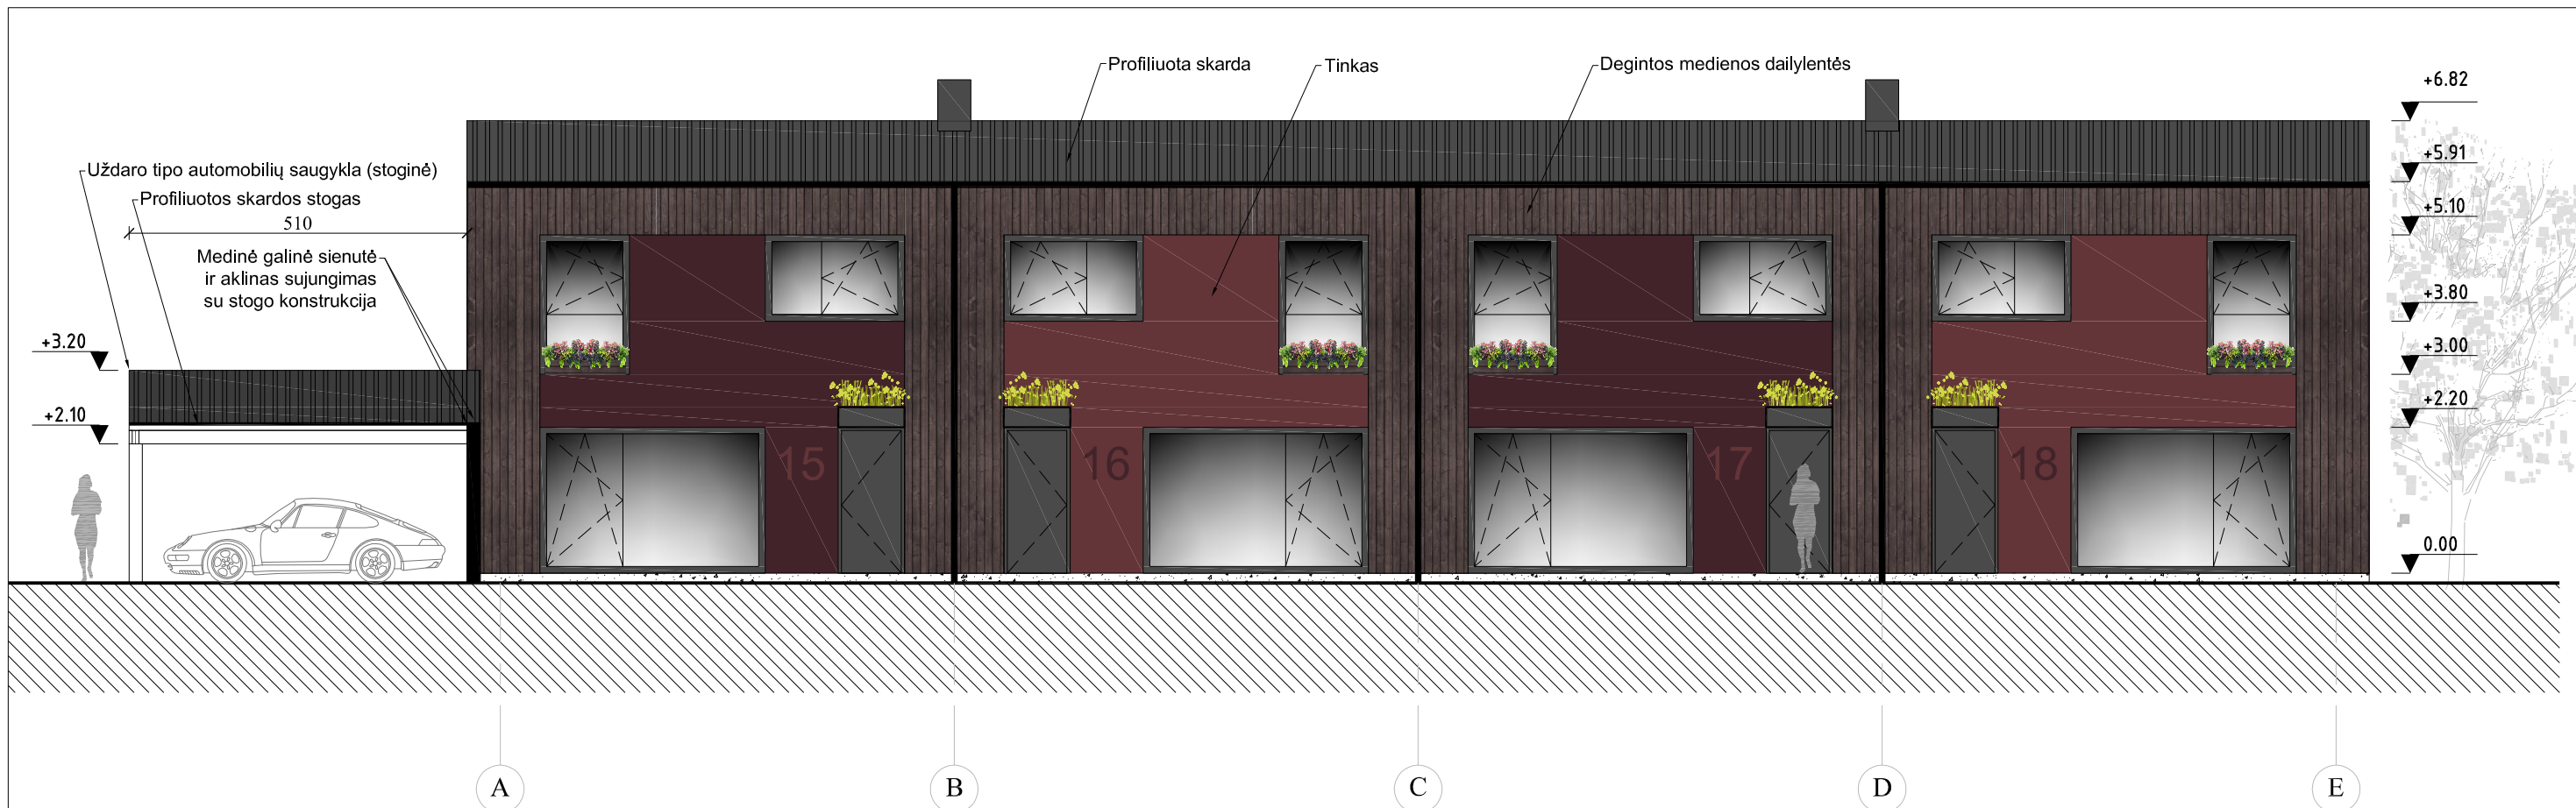 Profiliuota skarda
Tinkas
Degintos medienos dailylentės
+6.82
+5.91
+5.10
+3.80
+3.00
+2.20
0.00
Uždaro tipo automobilių saugykla (stoginė)
Profiliuotos skardos stogas
510
Medinė galinė sienutė
ir aklinas sujungimas
su stogo konstrukcija
+3.20
+2.10
15
16
17
18
A
B
C
D
E